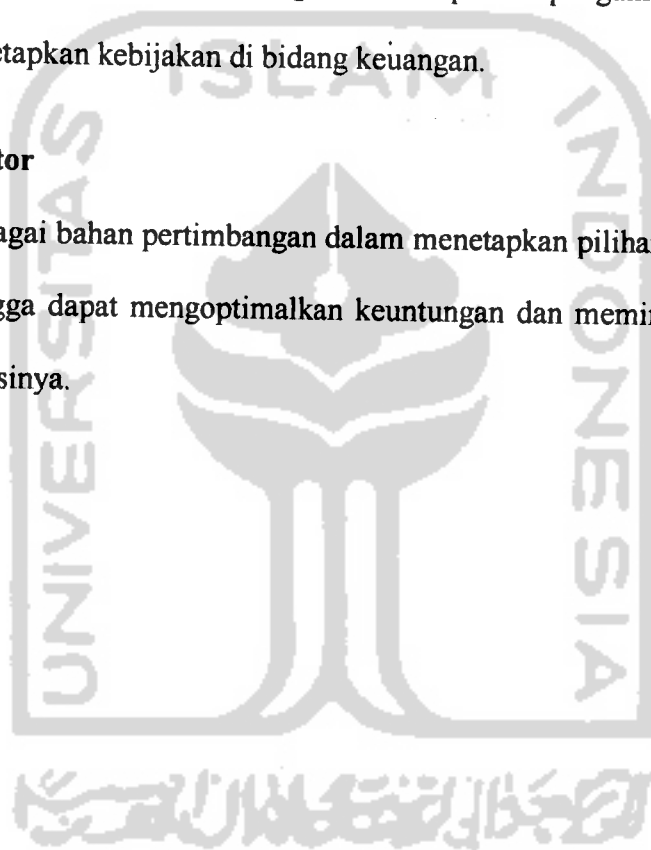 etapkan kebijakan di bidang keuangan.
tor
agai bahan pertimbangan dalam menetapkan piliha
gga dapat mengoptimalkan keuntungan dan memi
sinya.
ISLAM
UNIVERSITAS
INDONESIA